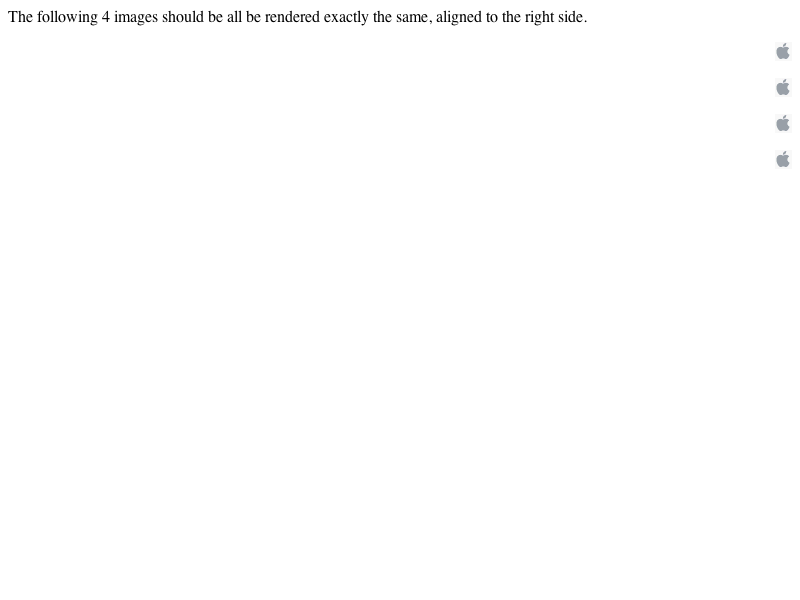 The following 4 images should be all be rendered exactly the same, aligned to the right side.